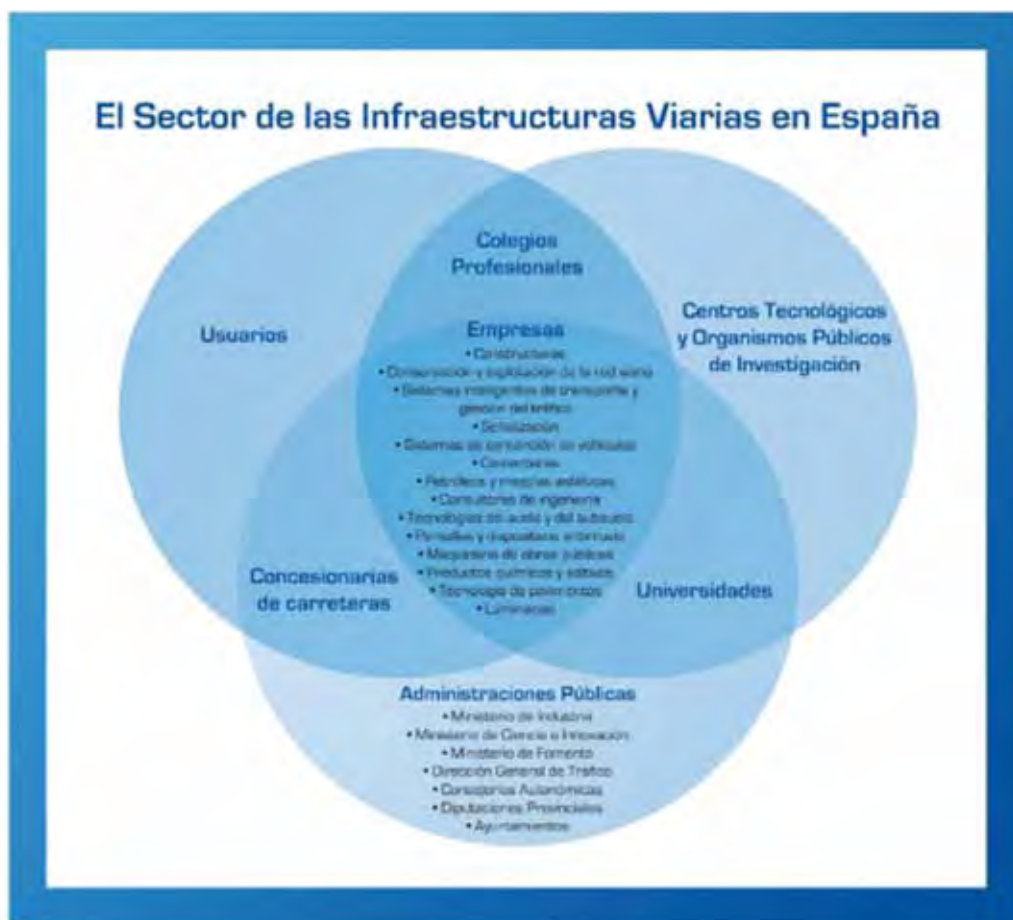 El Sector de las Infraestructuras Viarias en España
Colegios
Profesionales
Usuarios
Centros Tecnológicos
y Organismos Públicos
de Investigación
Empresas
• Constructoras
• Conservación y explotación de la red viaria
• Sistemas inteligentes de transporte y
gestión del tráfico
• Señalización
• Sistemas de contención de vehículos
• Cementeras
• Petróleos y mezclas asfálticas
• Consultoras de ingeniería
• Tecnologías del suelo y del subsuelo
• Pantallas y dispositivos antirruido
• Maquinaria de obras públicas
• Productos químicos y aditivos
• Tecnología de pavimentos
• Luminarias
Concesionarias
de carreteras
Universidades
Administraciones Públicas
• Ministerio de Industria
• Ministerio de Ciencia e Innovación
• Ministerio de Fomento
• Dirección General de Tráfico
• Consejerías Autonómicas
• Diputaciones Provinciales
• Ayuntamientos